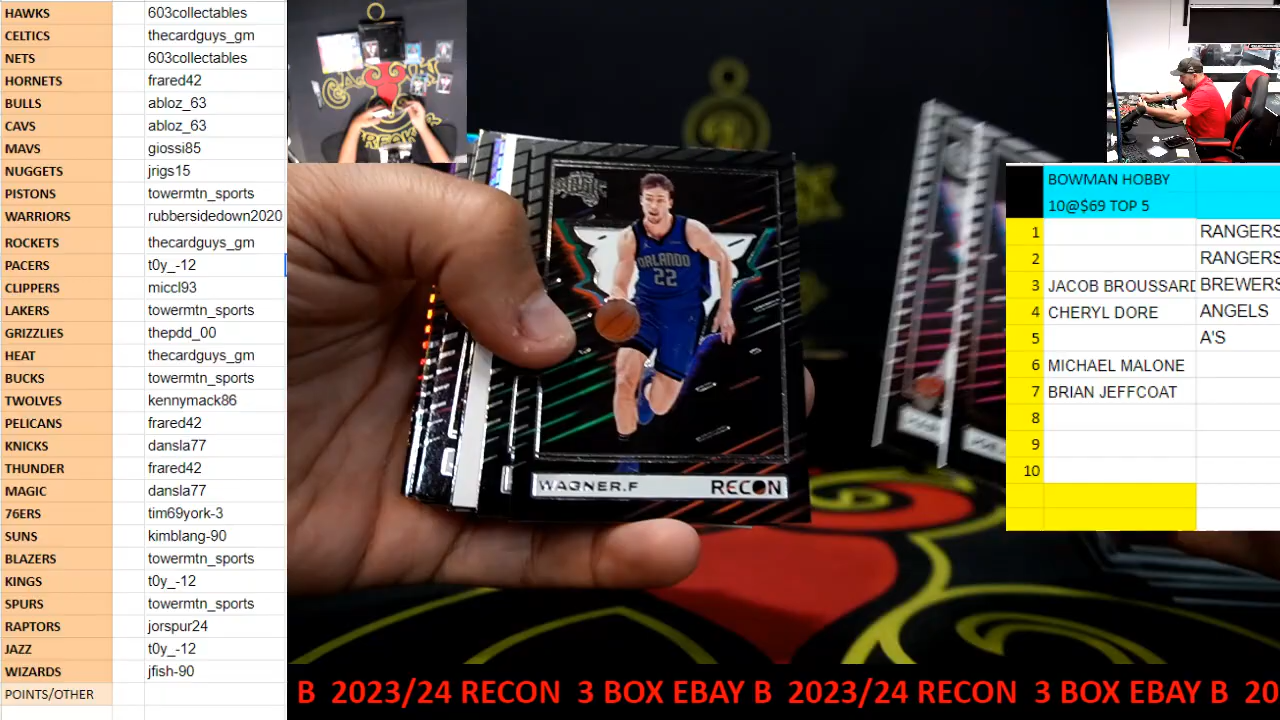 HAWKS 603collectables
CELTICS thecardguys_gm
NETS 603collectables
HORNETS frared42
BULLS abloz_63
CAVS abloz_63
MAVS giossi85
NUGGETS jrigs15
PISTONS towermtn_sports
WARRIORS rubbersidedown2020
ROCKETS thecardguys_gm
PACERS t0y_-12
CLIPPERS miccl93
LAKERS towermtn_sports
GRIZZLIES thepdd_00
HEAT thecardguys_gm
BUCKS towermtn_sports
TWOLVES kennymack86
PELICANS frared42
KNICKS dansla77
THUNDER frared42
MAGIC dansla77
76ERS tim69york-3
SUNS kimblang-90
BLAZERS towermtn_sports
KINGS t0y_-12
SPURS towermtn_sports
RAPTORS jorspur24
JAZZ t0y_-12
WIZARDS jfish-90
POINTS/OTHER
MAGIC
ORLANDO
22
WAGNER.F RECON
BOWMAN HOBBY
10@$69 TOP 5
1 RANGERS
2 RANGERS
3 JACOB BROUSSARD BREWERS
4 CHERYL DORE ANGELS
5 A'S
6 MICHAEL MALONE
7 BRIAN JEFFCOAT
8
9
10
B 2023/24 RECON 3 BOX EBAY B 2023/24 RECON 3 BOX EBAY B 20